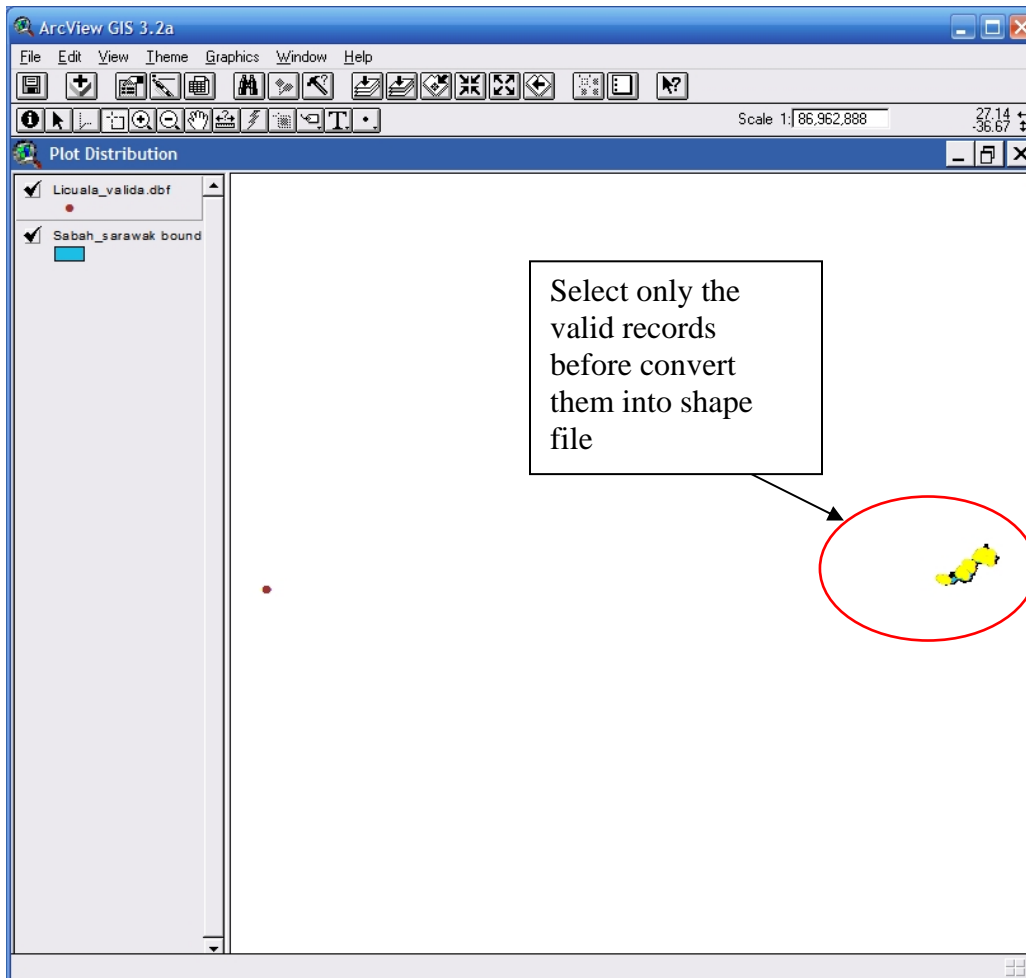 ArcView GIS 3.2a
File Edit View Theme Graphics Window Help
Scale 1: 86,962,888
27.14
-36.67
Plot Distribution
Licuala_valida.dbf
Sabah_sarawak bound
Select only the
valid records
before convert
them into shape
file